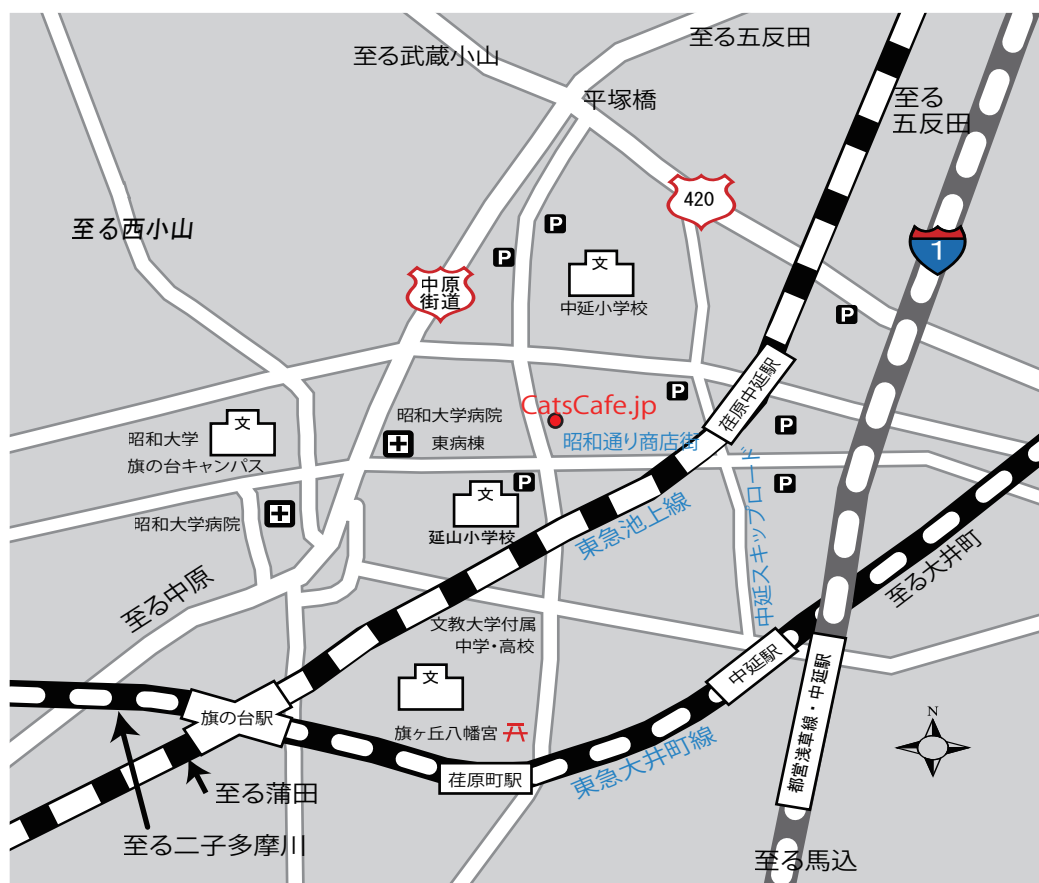 至る五反田
至る武蔵小山
平塚橋
至る
五反田
420
至る西小山
P
1
P
文
中原
街道
中延小学校
P
荏原中延駅
P
CatsCafe.jp
文
昭和大学病院
東病棟
P
昭和大学
旗の台キャンパス
昭和通り商店街
中延スキップロード
P
P
文
昭和大学病院
延山小学校
東急池上線
至る大井町
至る中原
文教大学付属
中学・高校
文
中延駅
都営浅草線・中延駅
旗の台駅
旗ヶ丘八幡宮
N
東急大井町線
荏原町駅
至る蒲田
至る二子多摩川
至る馬込